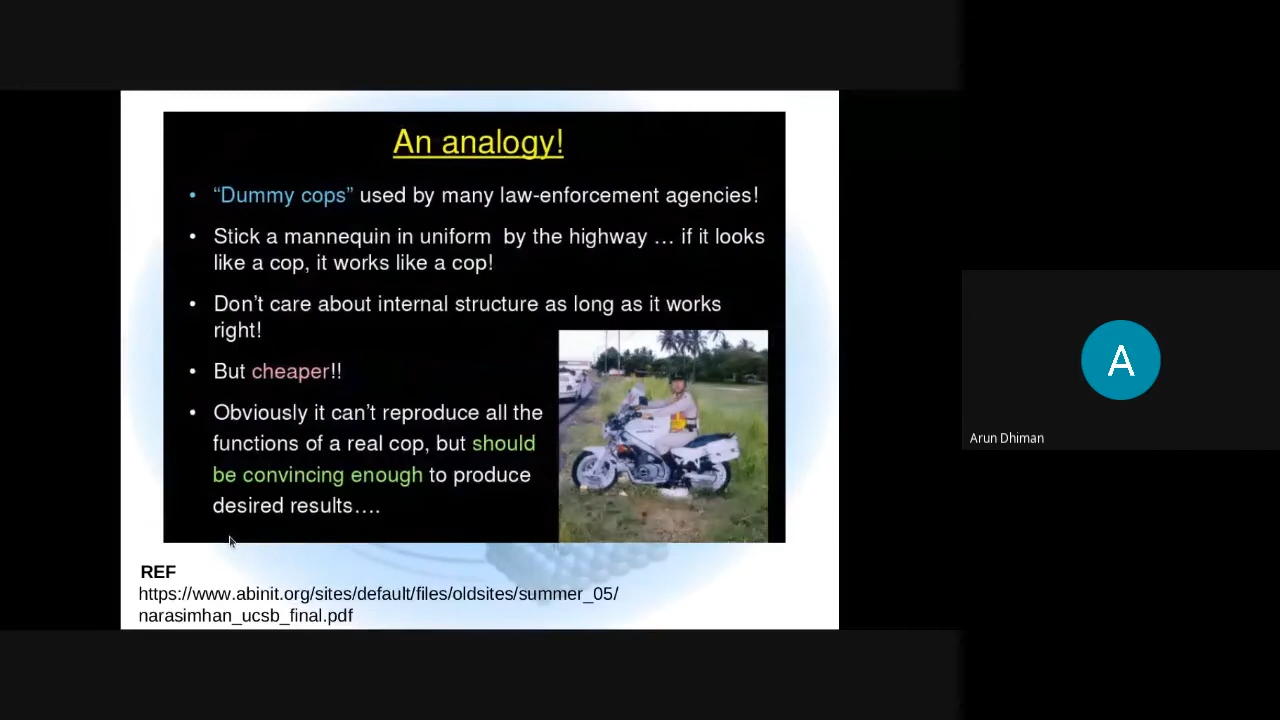 An analogy!
• “Dummy cops” used by many law-enforcement agencies!
• Stick a mannequin in uniform by the highway … if it looks
like a cop, it works like a cop!
• Don’t care about internal structure as long as it works
right!
• But cheaper!!
• Obviously it can’t reproduce all the
functions of a real cop, but should
be convincing enough to produce
desired results….
REF
https://www.abinit.org/sites/default/files/oldsites/summer_05/
narasimhan_ucsb_final.pdf
A
Arun Dhiman